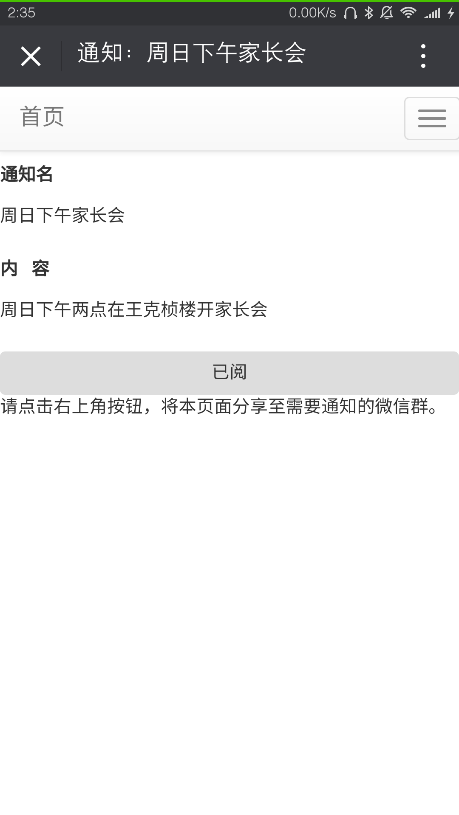 2:35 0.00K/s
通知：周日下午家长会
首页
通知名
周日下午家长会
内 容
周日下午两点在王克桢楼开家长会
已阅
请点击右上角按钮，将本页面分享至需要通知的微信群。